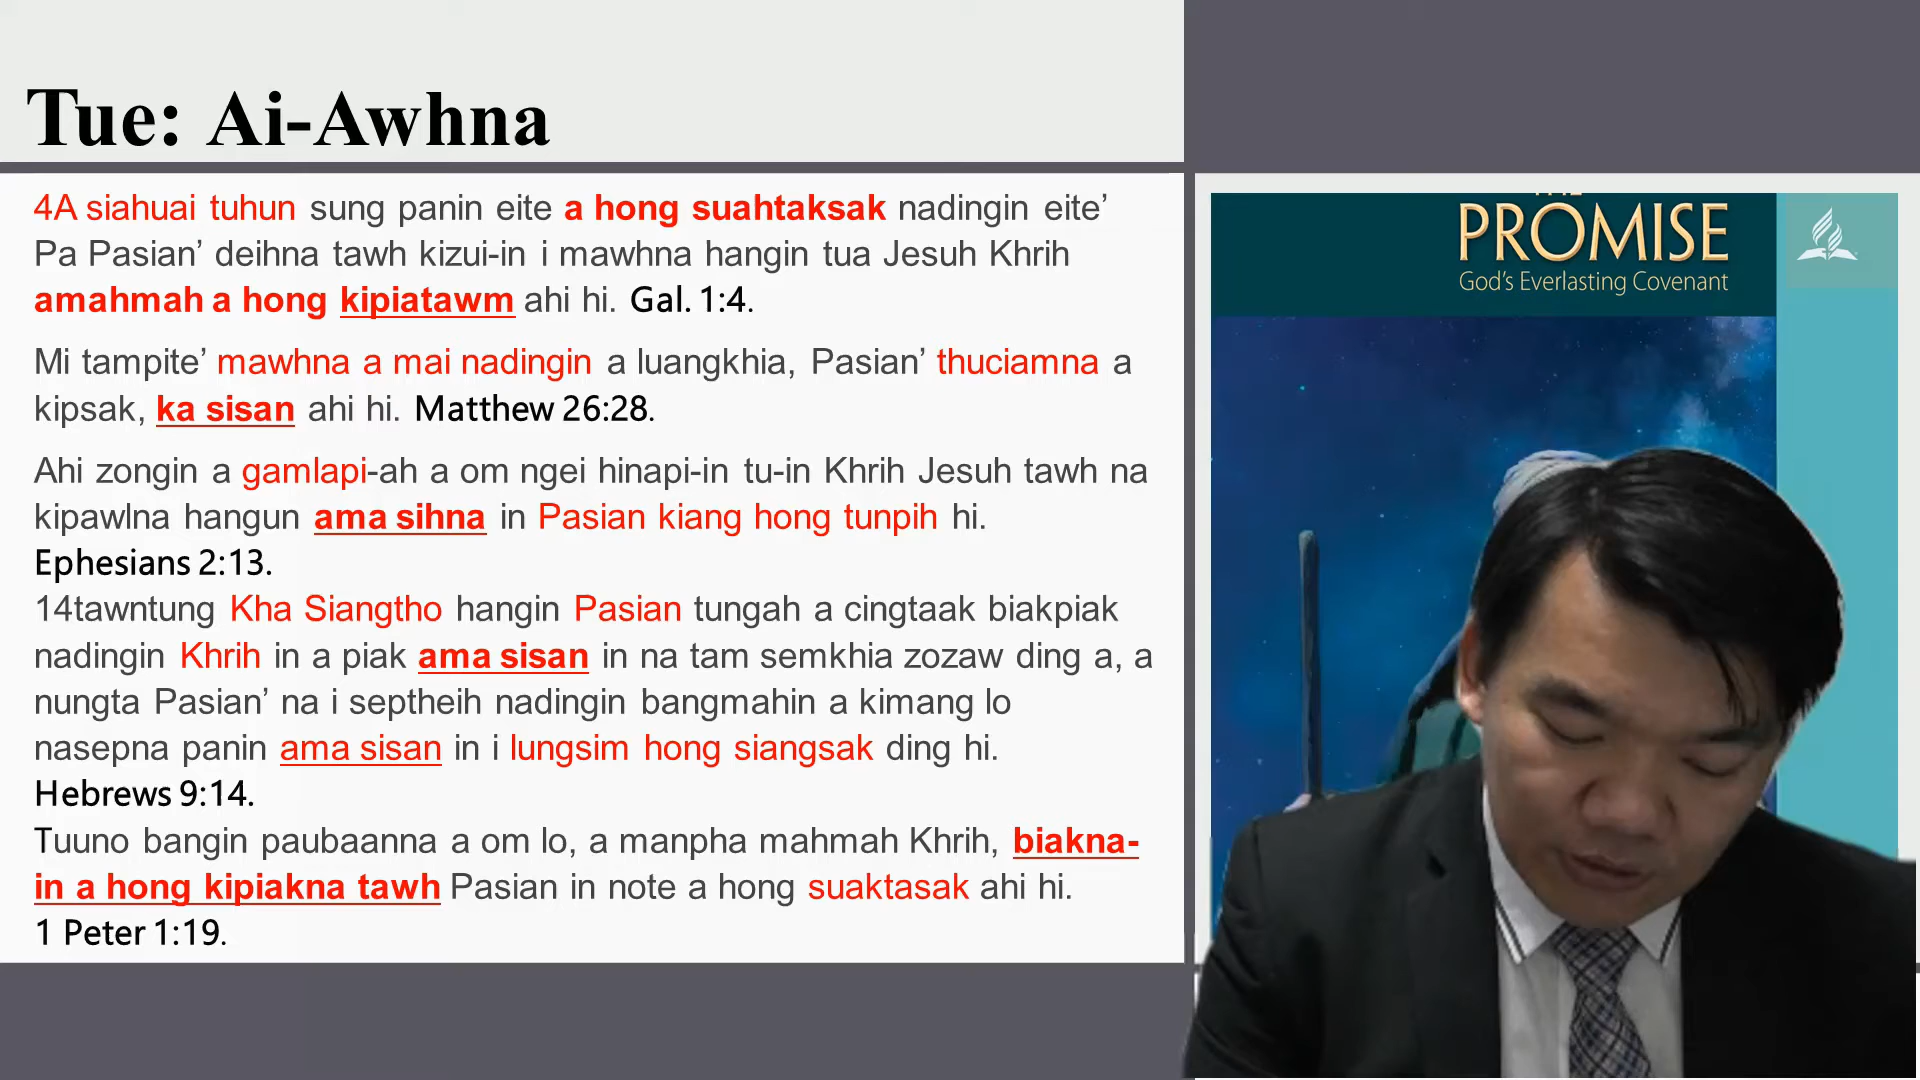 Tue: Ai-Awhna
4A siahuai tuhun sung panin eite a hong suahtaksak nadingin eite’
Pa Pasian’ deihna tawh kizui-in i mawhna hangin tua Jesuh Khrih
amahmah a hong kipiatawm ahi hi. Gal. 1:4.
Mi tampite’ mawhna a mai nadingin a luangkhia, Pasian’ thuciamna a
kipsak, ka sisan ahi hi. Matthew 26:28.
Ahi zongin a gamlapi-ah a om ngei hinapi-in tu-in Khrih Jesuh tawh na
kipawlna hangun ama sihna in Pasian kiang hong tunpih hi.
Ephesians 2:13.
14tawntung Kha Siangtho hangin Pasian tungah a cingtaak biakpiak
nadingin Khrih in a piak ama sisan in na tam semkhia zozaw ding a, a
nungta Pasian’ na i septheih nadingin bangmahin a kimang lo
nasepna panin ama sisan in i lungsim hong siangsak ding hi.
Hebrews 9:14.
Tuuno bangin paubaanna a om lo, a manpha mahmah Khrih, biakna-
in a hong kipiakna tawh Pasian in note a hong suaktasak ahi hi.
1 Peter 1:19.
PROMISE
God’s Everlasting Covenant